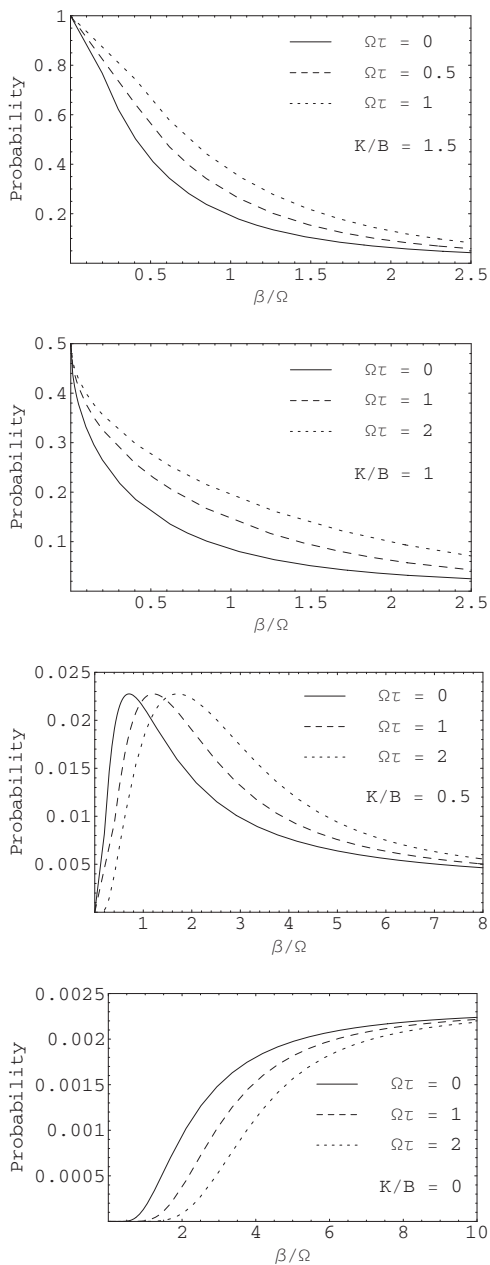 1
0.8
0.6
0.4
0.2
Probability
Ωτ = 0
Ωτ = 0.5
Ωτ = 1
K/B = 1.5
0.5 1 1.5 2 2.5
β/Ω
0.5
0.4
0.3
0.2
0.1
Probability
Ωτ = 0
Ωτ = 1
Ωτ = 2
K/B = 1
0.5 1 1.5 2 2.5
β/Ω
0.025
0.02
0.015
0.01
0.005
Probability
Ωτ = 0
Ωτ = 1
Ωτ = 2
K/B = 0.5
1 2 3 4 5 6 7 8
β/Ω
0.0025
0.002
0.0015
0.001
0.0005
Probability
Ωτ = 0
Ωτ = 1
Ωτ = 2
K/B = 0
2 4 6 8 10
β/Ω